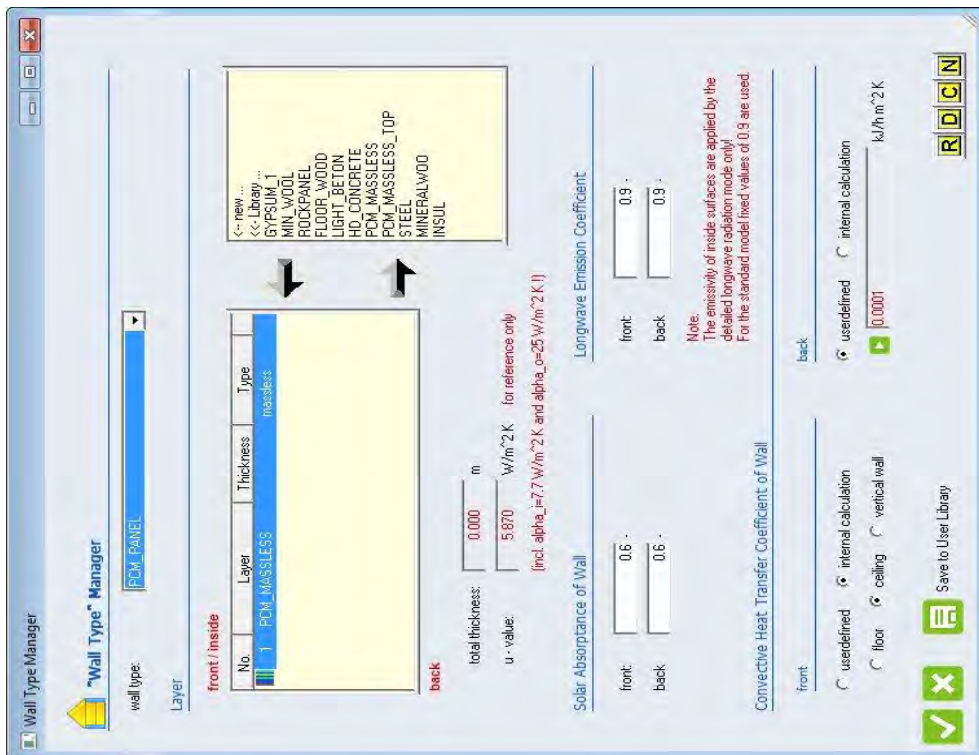 Wall Type Manager
"Wall Type" Manager
wall type:
PCM_PANEL
Layer
front / inside
No. Layer Thickness Type
1 PCM_MASSLESS massless
back
<-- new ...
<<- Library ...
GYPSUM_1
MIN_WOOL
ROCKPANEL
FLOOR_WOOD
LIGHT_BETON
HD_CONCRETE
PCM_MASSLESS
PCM_MASSLESS_TOP
STEEL
MINERALWOO
INSUL
total thickness: 0.000 m
u - value: 5.870 W/m^2 K for reference only
(incl. alpha_i=7.7 W/m^2 K and alpha_o=25 W/m^2 K !)
Solar Absorptance of Wall
front: 0.6 -
back 0.6 -
Longwave Emission Coefficient
front: 0.9 -
back 0.9 -
Note.
The emissivity of inside surfaces are applied by the
detailed longwave radiation mode only!
For the standard model fixed values of 0.9 are used.
Convective Heat Transfer Coefficient of Wall
front
userdefined internal calculation
floor ceiling vertical wall
back
userdefined internal calculation
0.0001 kJ/h m^2 K
Save to User Library
R D C N